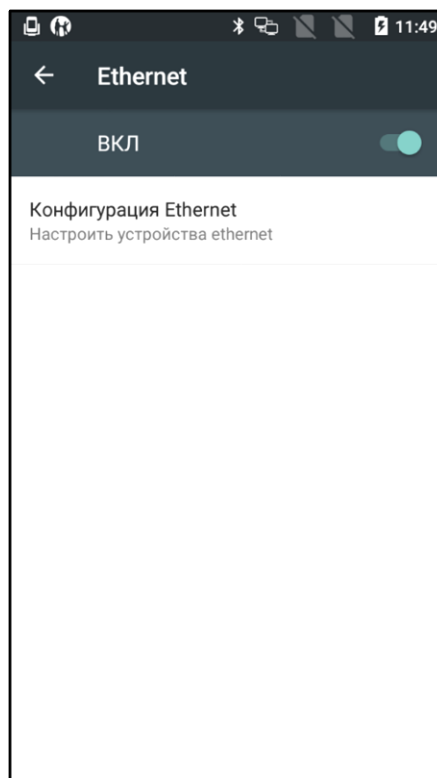 11:49
Ethernet
ВКЛ
Конфигурация Ethernet
Настроить устройства ethernet